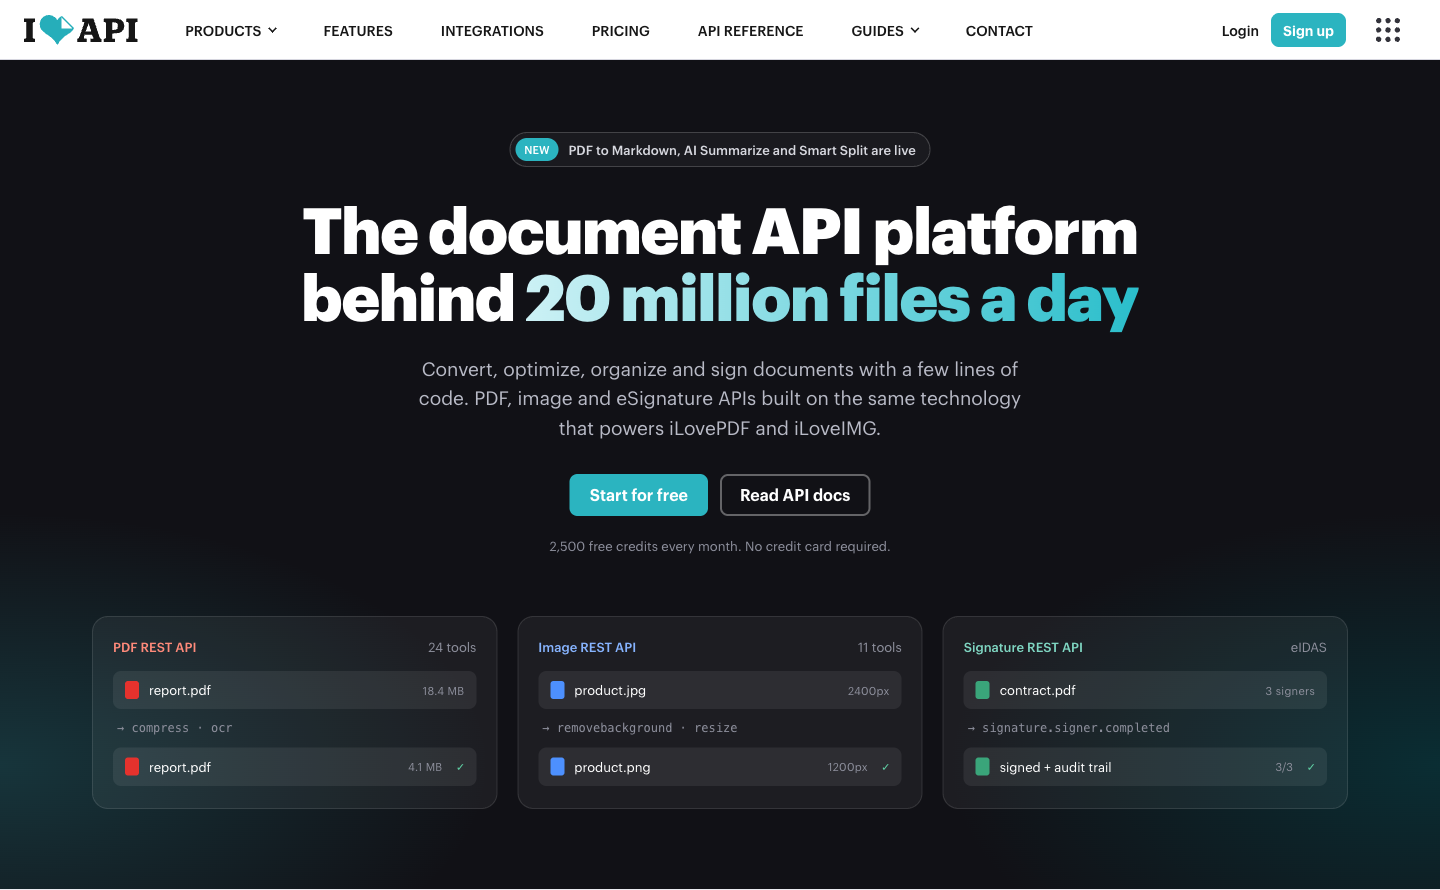 I API
PRODUCTS
FEATURES
INTEGRATIONS
PRICING
API REFERENCE
GUIDES
CONTACT
Login
Sign up
NEW
PDF to Markdown, AI Summarize and Smart Split are live
The document API platform
behind 20 million files a day
Convert, optimize, organize and sign documents with a few lines of
code. PDF, image and eSignature APIs built on the same technology
that powers iLovePDF and iLoveIMG.
Start for free
Read API docs
2,500 free credits every month. No credit card required.
PDF REST API
24 tools
report.pdf
18.4 MB
→ compress · ocr
report.pdf
4.1 MB ✓
Image REST API
11 tools
product.jpg
2400px
→ removebackground · resize
product.png
1200px ✓
Signature REST API
eIDAS
contract.pdf
3 signers
→ signature.signer.completed
signed + audit trail
3/3 ✓